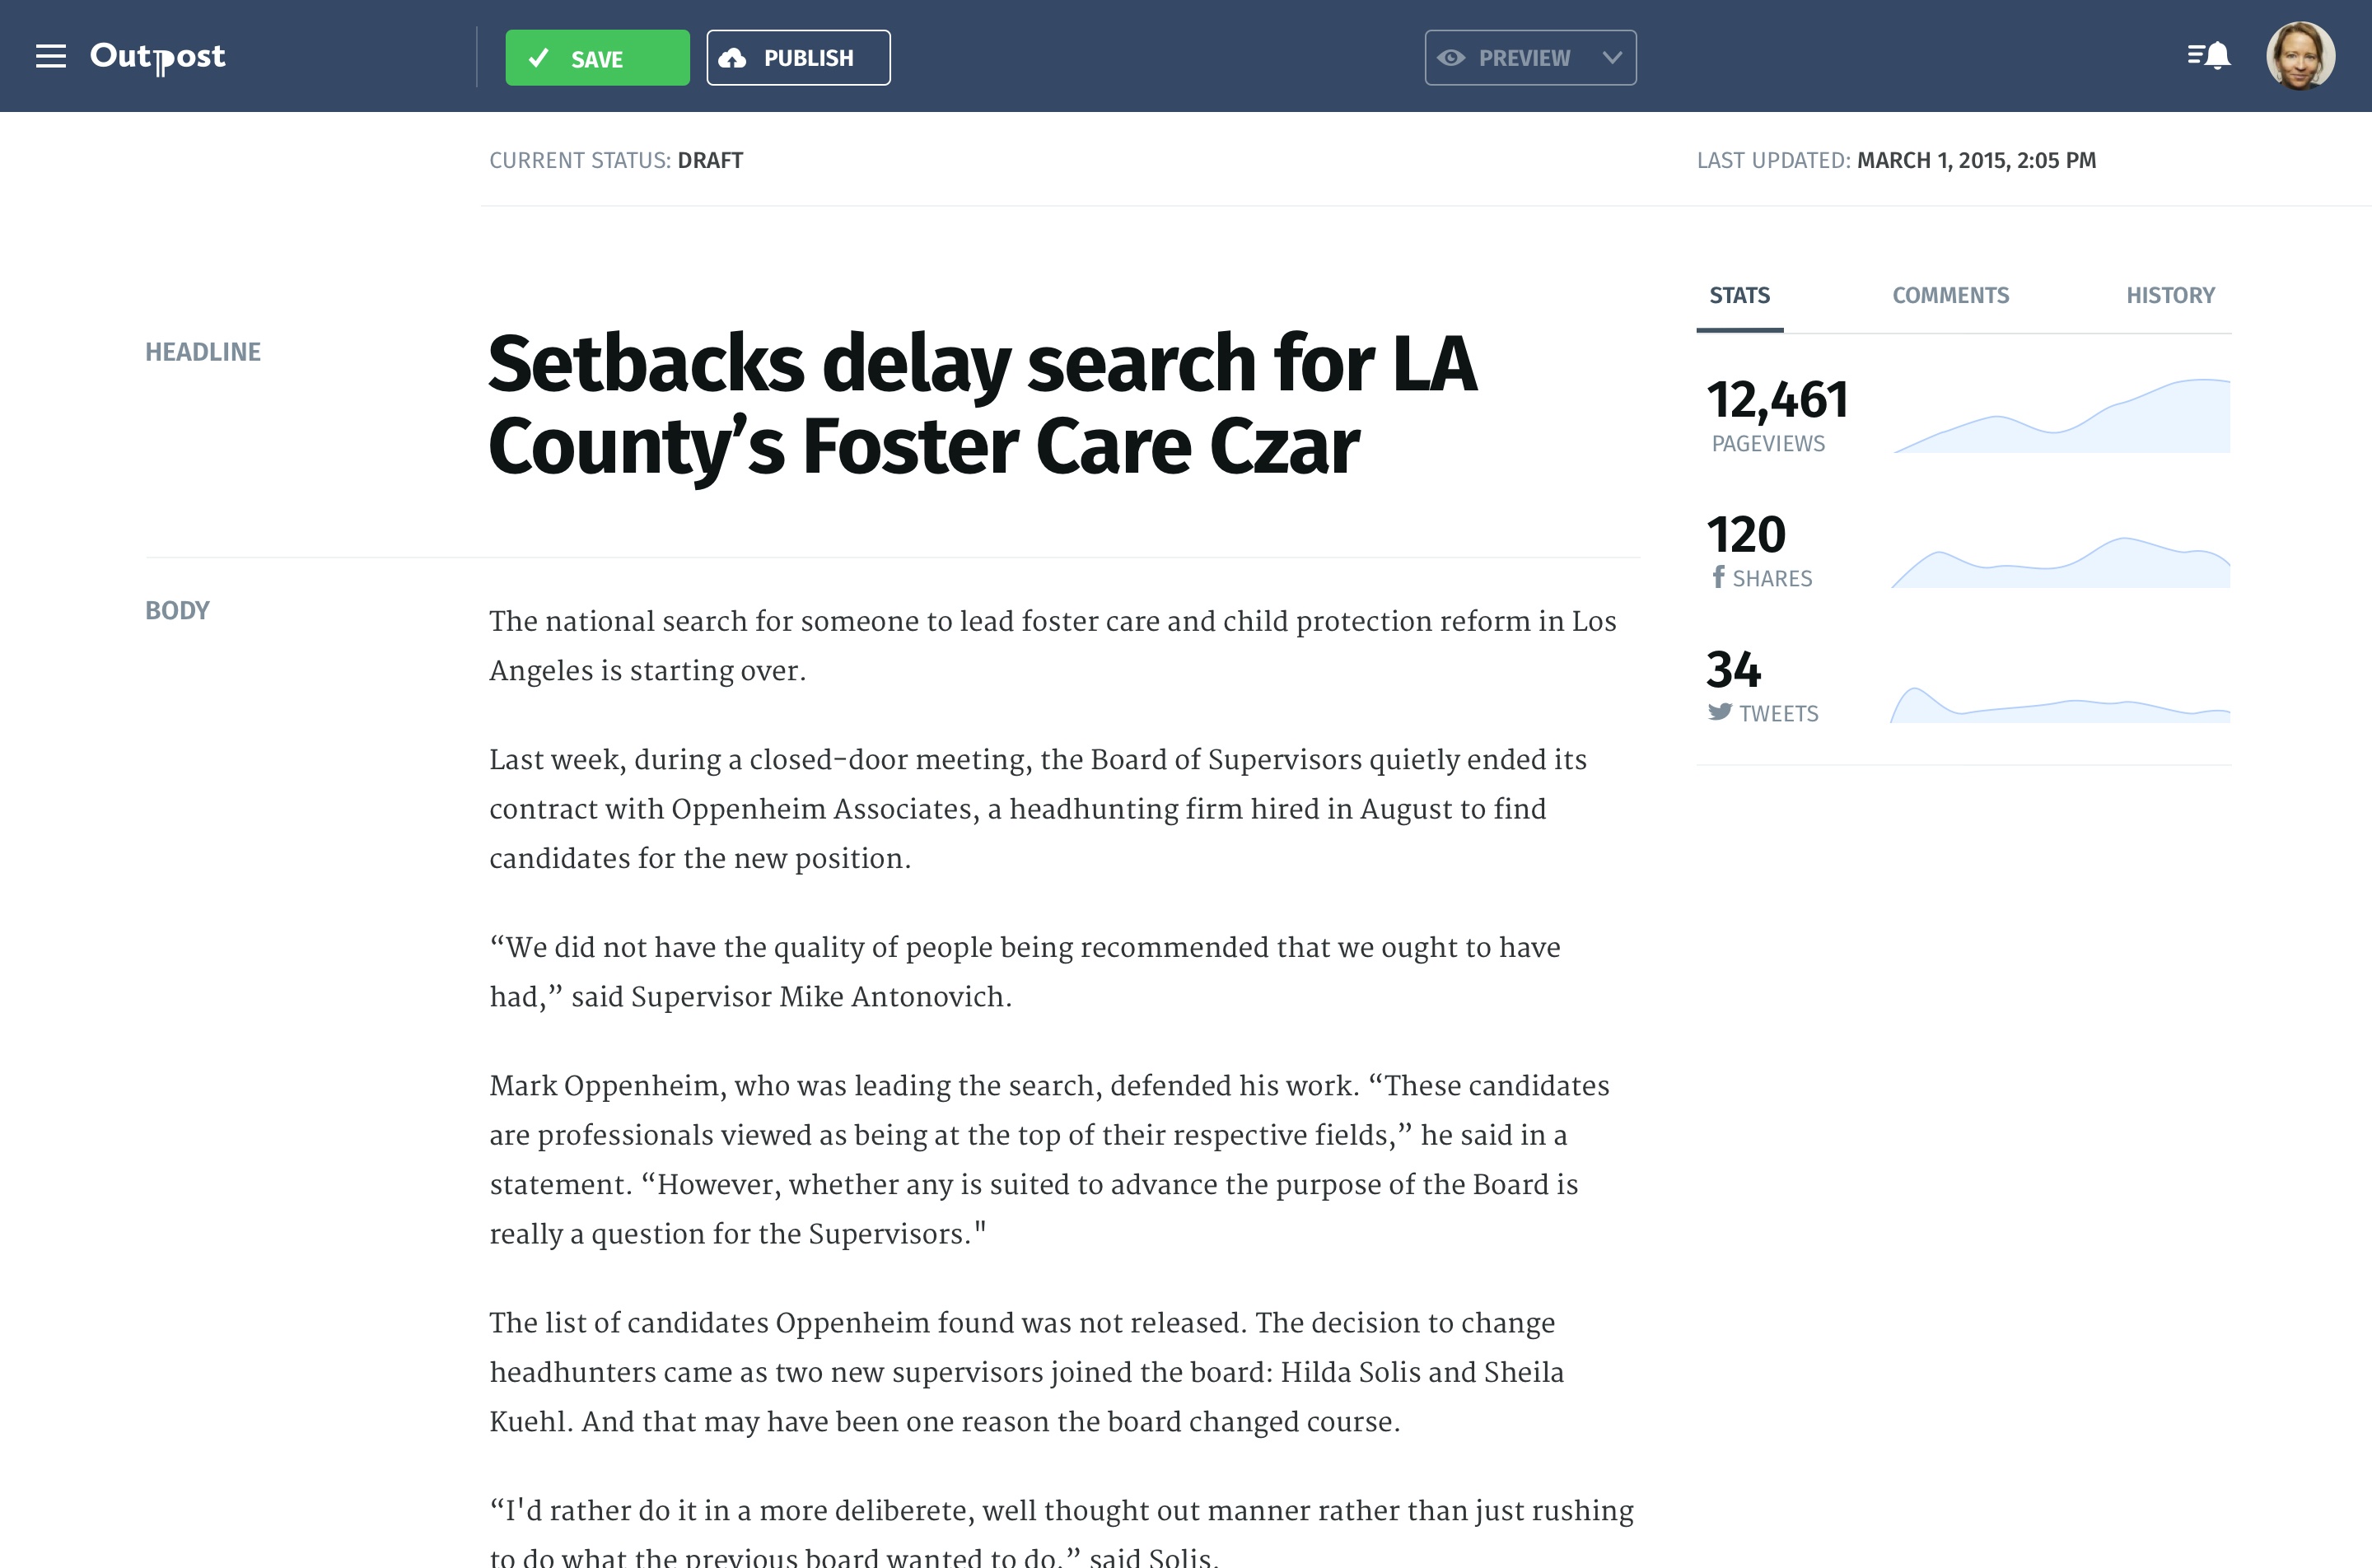 Outpost
SAVE
PUBLISH
PREVIEW
CURRENT STATUS: DRAFT
LAST UPDATED: MARCH 1, 2015, 2:05 PM
HEADLINE
Setbacks delay search for LA
County’s Foster Care Czar
BODY
The national search for someone to lead foster care and child protection reform in Los
Angeles is starting over.
Last week, during a closed-door meeting, the Board of Supervisors quietly ended its
contract with Oppenheim Associates, a headhunting firm hired in August to find
candidates for the new position.
“We did not have the quality of people being recommended that we ought to have
had,” said Supervisor Mike Antonovich.
Mark Oppenheim, who was leading the search, defended his work. “These candidates
are professionals viewed as being at the top of their respective fields,” he said in a
statement. “However, whether any is suited to advance the purpose of the Board is
really a question for the Supervisors."
The list of candidates Oppenheim found was not released. The decision to change
headhunters came as two new supervisors joined the board: Hilda Solis and Sheila
Kuehl. And that may have been one reason the board changed course.
“I'd rather do it in a more deliberete, well thought out manner rather than just rushing
to do what the previous board wanted to do,” said Solis.
STATS
COMMENTS
HISTORY
12,461
PAGEVIEWS
120
SHARES
34
TWEETS